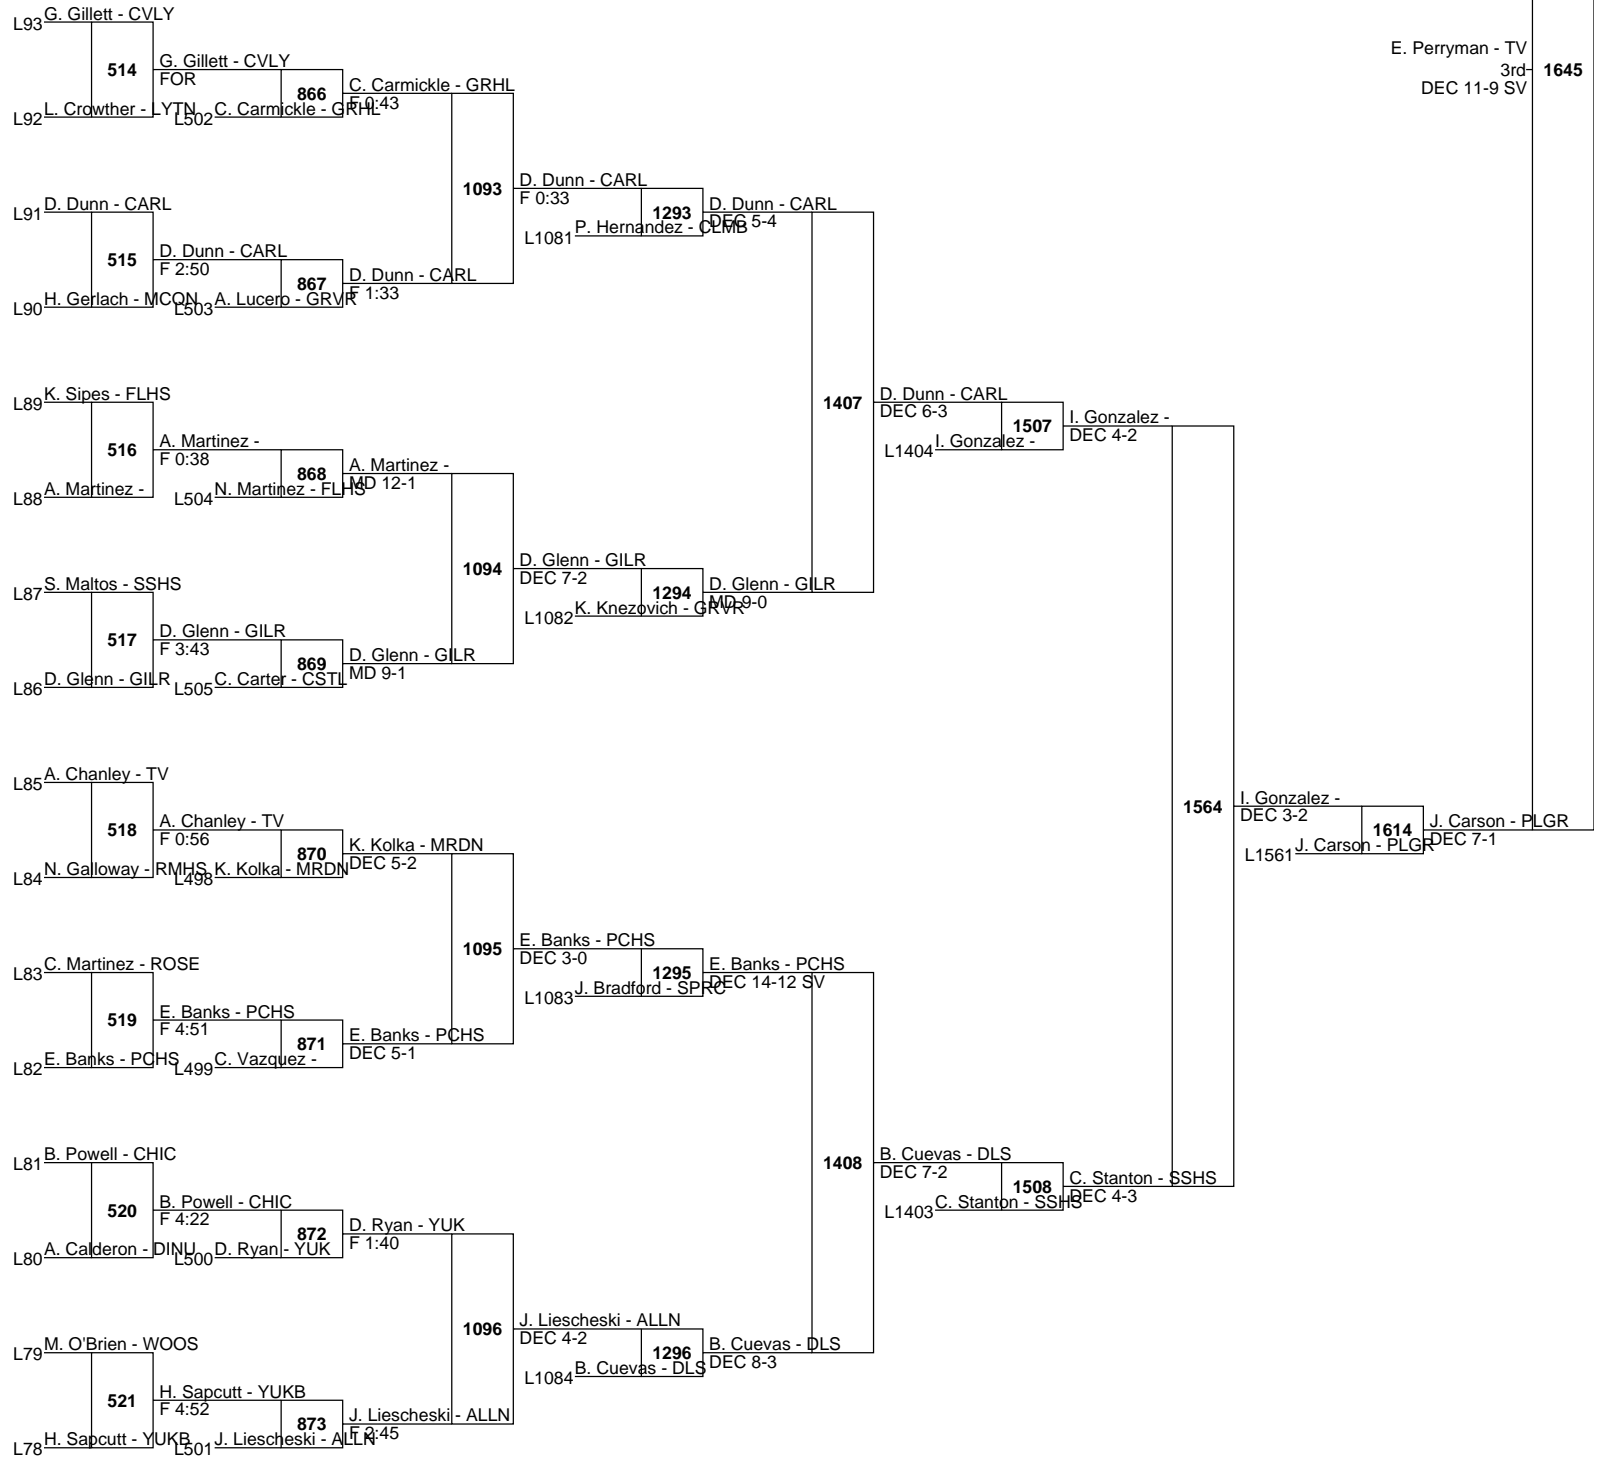 G. Gillett - CVLY
L93
E. Perryman - TV
514
G. Gillett - CVLY
3rd
1645
FOR
C. Carmickle - GRHL
DEC 11-9 SV
866
F 0:43
L. Crowther - LYTN
C. Carmickle - GRHL
L92
L502
D. Dunn - CARL
1093
F 0:33
D. Dunn - CARL
D. Dunn - CARL
L91
1293
DEC 5-4
P. Hernandez - CLMB
L1081
D. Dunn - CARL
515
F 2:50
D. Dunn - CARL
867
F 1:33
H. Gerlach - MCQN
A. Lucero - GRVR
L90
L503
K. Sipes - FLHS
D. Dunn - CARL
L89
1407
DEC 6-3
I. Gonzalez -
1507
DEC 4-2
A. Martinez -
I. Gonzalez -
516
L1404
F 0:38
A. Martinez -
868
MD 12-1
A. Martinez -
N. Martinez - FLHS
L88
L504
D. Glenn - GILR
1094
DEC 7-2
S. Maltos - SSHS
D. Glenn - GILR
L87
1294
MD 9-0
K. Knezovich - GRVR
L1082
D. Glenn - GILR
517
F 3:43
D. Glenn - GILR
869
MD 9-1
D. Glenn - GILR
C. Carter - CSTL
L86
L505
A. Chanley - TV
L85
I. Gonzalez -
1564
DEC 3-2
A. Chanley - TV
J. Carson - PLGR
518
1614
F 0:56
DEC 7-1
K. Kolka - MRDN
J. Carson - PLGR
870
L1561
DEC 5-2
N. Galloway - RMHS
K. Kolka - MRDN
L84
L498
E. Banks - PCHS
1095
DEC 3-0
C. Martinez - ROSE
E. Banks - PCHS
L83
1295
DEC 14-12 SV
J. Bradford - SPRC
L1083
E. Banks - PCHS
519
F 4:51
E. Banks - PCHS
871
DEC 5-1
E. Banks - PCHS
C. Vazquez -
L82
L499
B. Powell - CHIC
B. Cuevas - DLS
L81
1408
DEC 7-2
C. Stanton - SSHS
1508
DEC 4-3
B. Powell - CHIC
C. Stanton - SSHS
520
L1403
F 4:22
D. Ryan - YUK
872
F 1:40
A. Calderon - DINU
D. Ryan - YUK
L80
L500
J. Liescheski - ALLN
1096
DEC 4-2
M. O'Brien - WOOS
B. Cuevas - DLS
L79
1296
DEC 8-3
B. Cuevas - DLS
L1084
H. Sapcutt - YUKB
521
F 4:52
J. Liescheski - ALLN
873
F 2:45
H. Sapcutt - YUKB
J. Liescheski - ALLN
L78
L501